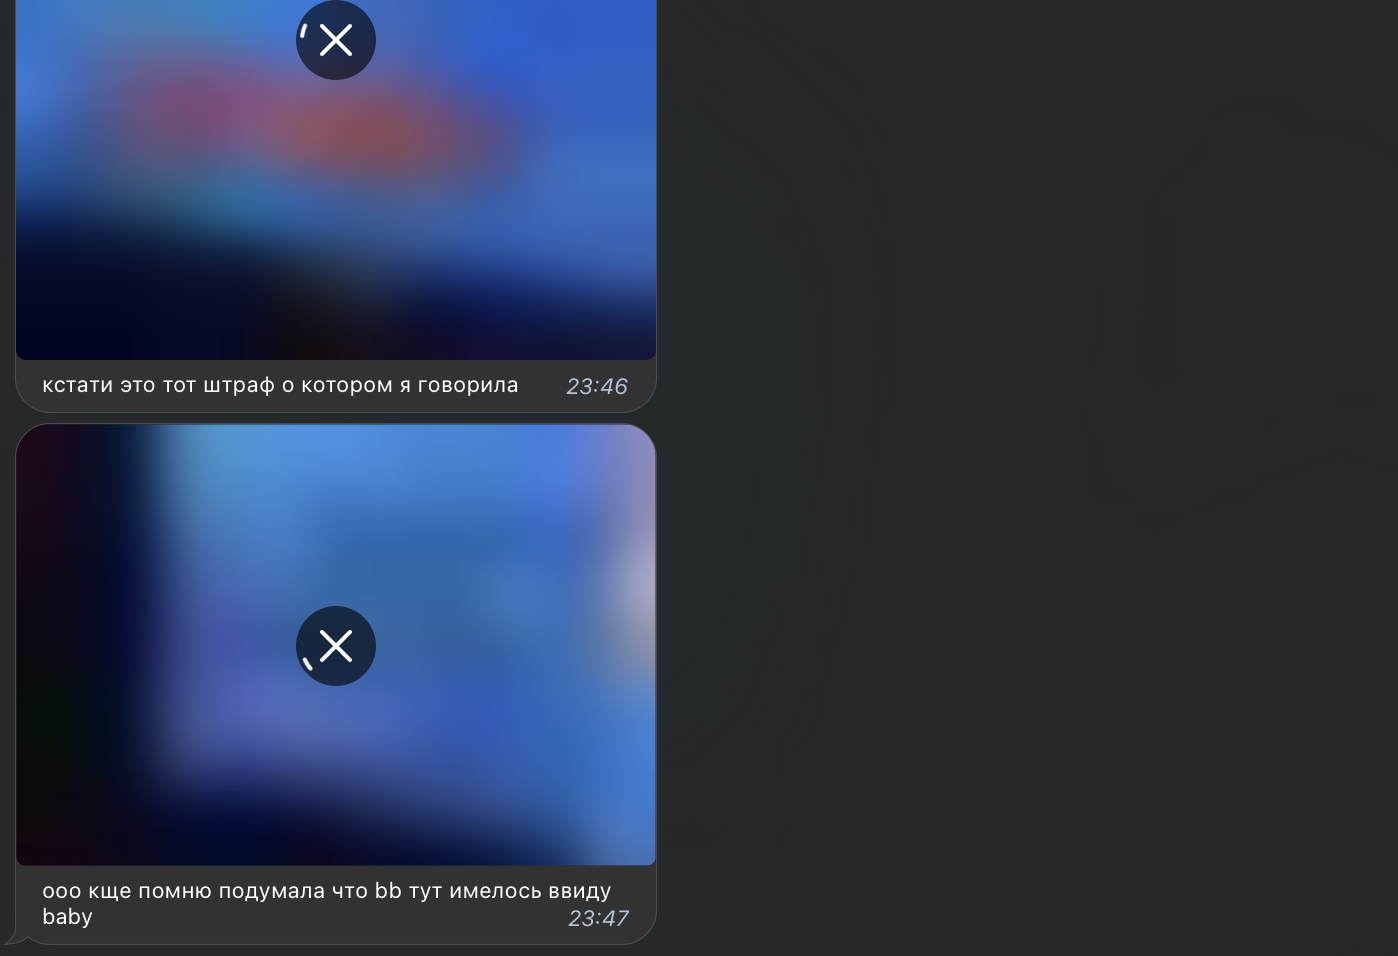 кстати это тот штраф о котором я говорила
23:46
ооо кще помню подумала что bb тут имелось ввиду
baby
23:47